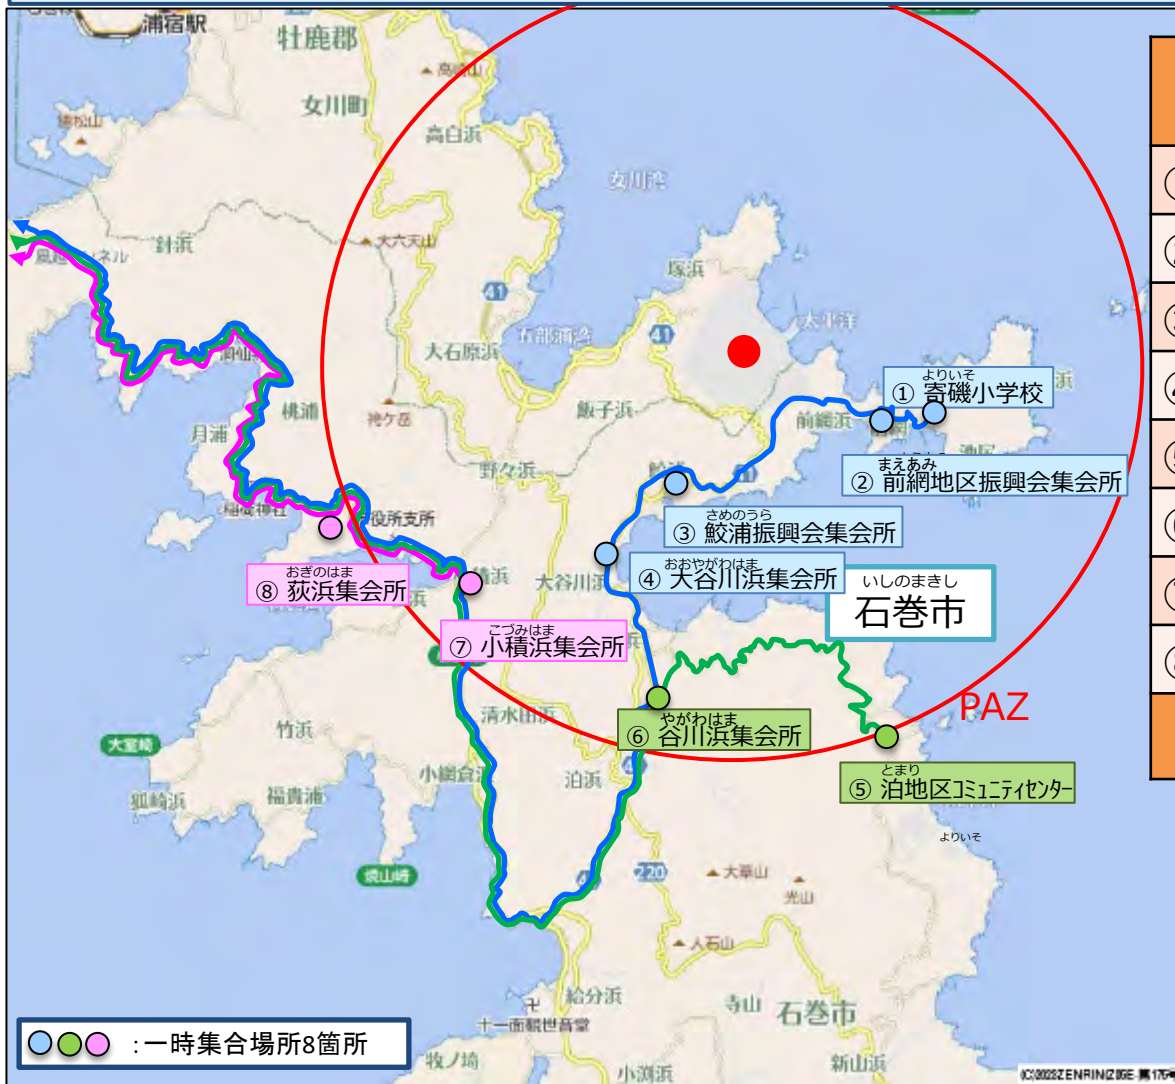 浦宿駅
牡鹿郡
高崎山
女川町
高白浜
女川湾
大六天山
針浜
塚浜
41
41
太平洋
大石原浜
五部浦湾
よりいそ
① 寄磯小学校
桃浦
袴ケ岳
飯子浜
前網浜
月浦
野々浜
まえあみ
② 前網地区振興会集会所
役所支所
さめのうら
③ 鮫浦振興会集会所
おぎのはま
⑧ 荻浜集会所
大谷川浜
おおやがわはま
④ 大谷川浜集会所
いしのまきし
石巻市
こづみはま
⑦ 小積浜集会所
PAZ
清水田浜
やがわはま
⑥ 谷川浜集会所
竹浜
大室崎
小網倉浜
泊浜
とまり
⑤ 泊地区コミュニティセンター
狐崎浜
福貴浦
よりいそ
焼山崎
220
大草山
光山
人石山
給分浜
寺山
石巻市
十一面観世音堂
:一時集合場所8箇所
牧ノ崎
小渕浜
新山浜